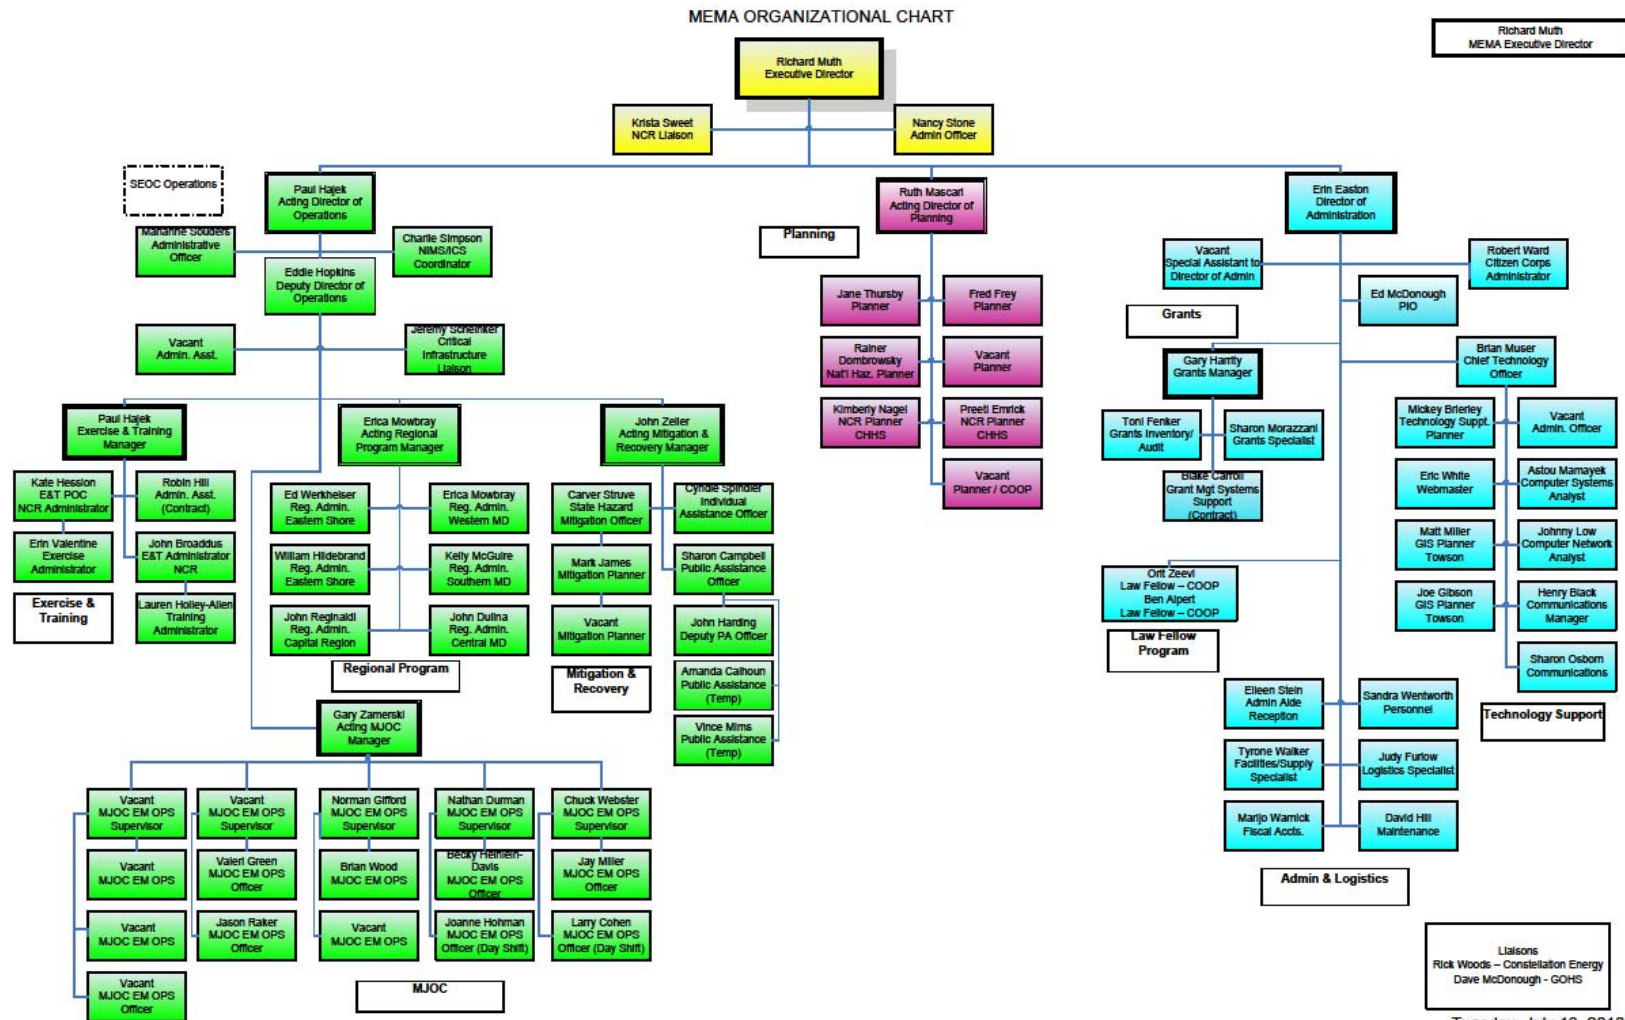 MEMA ORGANIZATIONAL CHART
Richard Muth
MEMA Executive Director
Richard Muth
Executive Director
Krista Sweet
NCR Liaison
Nancy Stone
Admin Officer
SEOC Operations
Paul Hajek
Acting Director of
Operations
Ruth Mascari
Acting Director of
Planning
Erin Easton
Director of
Administration
Marianne Souders
Administrative
Officer
Charlie Simpson
NIMS/ICS
Coordinator
Eddie Hopkins
Deputy Director of
Operations
Vacant
Admin. Asst.
Jeremy Scheinker
Critical
Infrastructure
Liaison
Planning
Jane Thursby
Planner
Fred Frey
Planner
Rainer
Dombrowsky
Nat'l Haz. Planner
Vacant
Planner
Kimberly Nagel
NCR Planner
CHHS
Preeti Emrick
NCR Planner
CHHS
Vacant
Planner / COOP
Vacant
Special Assistant to
Director of Admin
Robert Ward
Citizen Corps
Administrator
Ed McDonough
PIO
Grants
Gary Harrity
Grants Manager
Toni Fenker
Grants Inventory/
Audit
Sharon Morazzani
Grants Specialist
Blake Carroll
Grant Mgt Systems
Support
(Contract)
Brian Muser
Chief Technology
Officer
Mickey Brierley
Technology Suppt.
Planner
Vacant
Admin. Officer
Eric White
Webmaster
Astou Mamayek
Computer Systems
Analyst
Matt Miller
GIS Planner
Towson
Johnny Low
Computer Network
Analyst
Joe Gibson
GIS Planner
Towson
Henry Black
Communications
Manager
Sharon Osborn
Communications
Technology Support
Orit Zeevi
Law Fellow – COOP
Ben Alpert
Law Fellow – COOP
Law Fellow
Program
Eileen Stein
Admin Aide
Reception
Sandra Wentworth
Personnel
Tyrone Walker
Facilities/Supply
Specialist
Judy Furlow
Logistics Specialist
Marijo Warnick
Fiscal Accts.
David Hill
Maintenance
Admin & Logistics
Paul Hajek
Exercise & Training
Manager
Kate Hession
E&T POC
NCR Administrator
Robin Hill
Admin. Asst.
(Contract)
Erin Valentine
Exercise
Administrator
John Broaddus
E&T Administrator
NCR
Lauren Holley-Allen
Training
Administrator
Exercise &
Training
Erica Mowbray
Acting Regional
Program Manager
Ed Werkheiser
Reg. Admin.
Eastern Shore
Erica Mowbray
Reg. Admin.
Western MD
William Hildebrand
Reg. Admin.
Eastern Shore
Kelly McGuire
Reg. Admin.
Southern MD
John Reginaldi
Reg. Admin.
Capital Region
John Dulina
Reg. Admin.
Central MD
Regional Program
John Zeller
Acting Mitigation &
Recovery Manager
Carver Struve
State Hazard
Mitigation Officer
Cyndie Spindler
Individual
Assistance Officer
Mark James
Mitigation Planner
Sharon Campbell
Public Assistance
Officer
Vacant
Mitigation Planner
John Harding
Deputy PA Officer
Amanda Calhoun
Public Assistance
(Temp)
Vince Mims
Public Assistance
(Temp)
Mitigation &
Recovery
Gary Zamerski
Acting MJOC
Manager
Vacant
MJOC EM OPS
Supervisor
Vacant
MJOC EM OPS
Supervisor
Norman Gifford
MJOC EM OPS
Supervisor
Nathan Durman
MJOC EM OPS
Supervisor
Chuck Webster
MJOC EM OPS
Supervisor
Vacant
MJOC EM OPS
Valeri Green
MJOC EM OPS
Officer
Brian Wood
MJOC EM OPS
Becky Heinlein-
Davis
MJOC EM OPS
Officer
Jay Miller
MJOC EM OPS
Officer
Vacant
MJOC EM OPS
Jason Raker
MJOC EM OPS
Officer
Vacant
MJOC EM OPS
Joanne Hohman
MJOC EM OPS
Officer (Day Shift)
Larry Cohen
MJOC EM OPS
Officer (Day Shift)
Vacant
MJOC EM OPS
Officer
MJOC
Liaisons
Rick Woods – Constellation Energy
Dave McDonough - GOHS
Tuesday, July